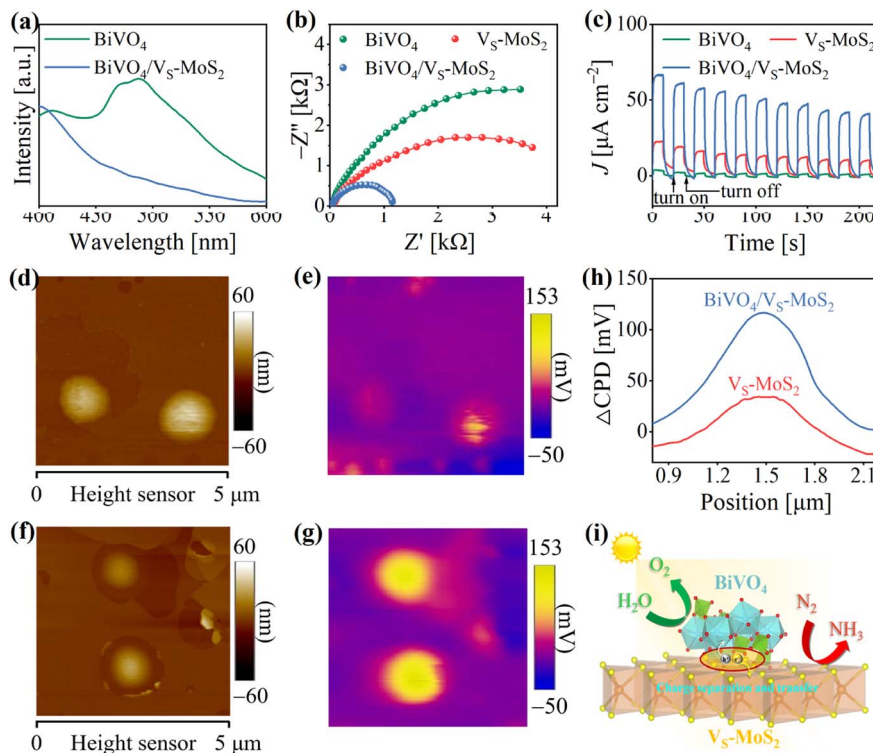 (a)
BiVO₄
BiVO₄/Vₛ-MoS₂
Intensity [a.u.]
400 450 500 550 600
Wavelength [nm]
(b)
BiVO₄ Vₛ-MoS₂
BiVO₄/Vₛ-MoS₂
−Z'' [kΩ]
−4
−3
−2
−1
0
0 1 2 3 4
Z' [kΩ]
(c)
BiVO₄ Vₛ-MoS₂
BiVO₄/Vₛ-MoS₂
J [μA cm⁻²]
100
50
0
turn on
turn off
0 50 100 150 200
Time [s]
(d)
60
(nm)
−60
0 Height sensor 5 μm
(e)
153
(mV)
−50
(h)
ΔCPD [mV]
150
100
50
0
BiVO₄/Vₛ-MoS₂
Vₛ-MoS₂
0.9 1.2 1.5 1.8 2.1
Position [μm]
(f)
60
(nm)
−60
0 Height sensor 5 μm
(g)
153
(mV)
−50
(i)
O₂
H₂O
BiVO₄
N₂
NH₃
Charge separation and transfer
Vₛ-MoS₂